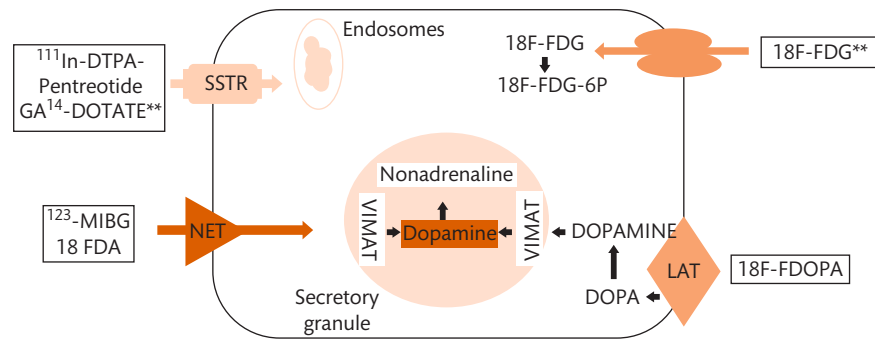 Endosomes
¹¹¹In-DTPA-
Pentreotide
GA¹⁴-DOTATE**
SSTR
18F-FDG
18F-FDG-6P
18F-FDG**
Nonadrenaline
VIMAT
Dopamine
VIMAT
¹²³-MIBG
18 FDA
NET
DOPAMINE
LAT
18F-FDOPA
DOPA
Secretory
granule